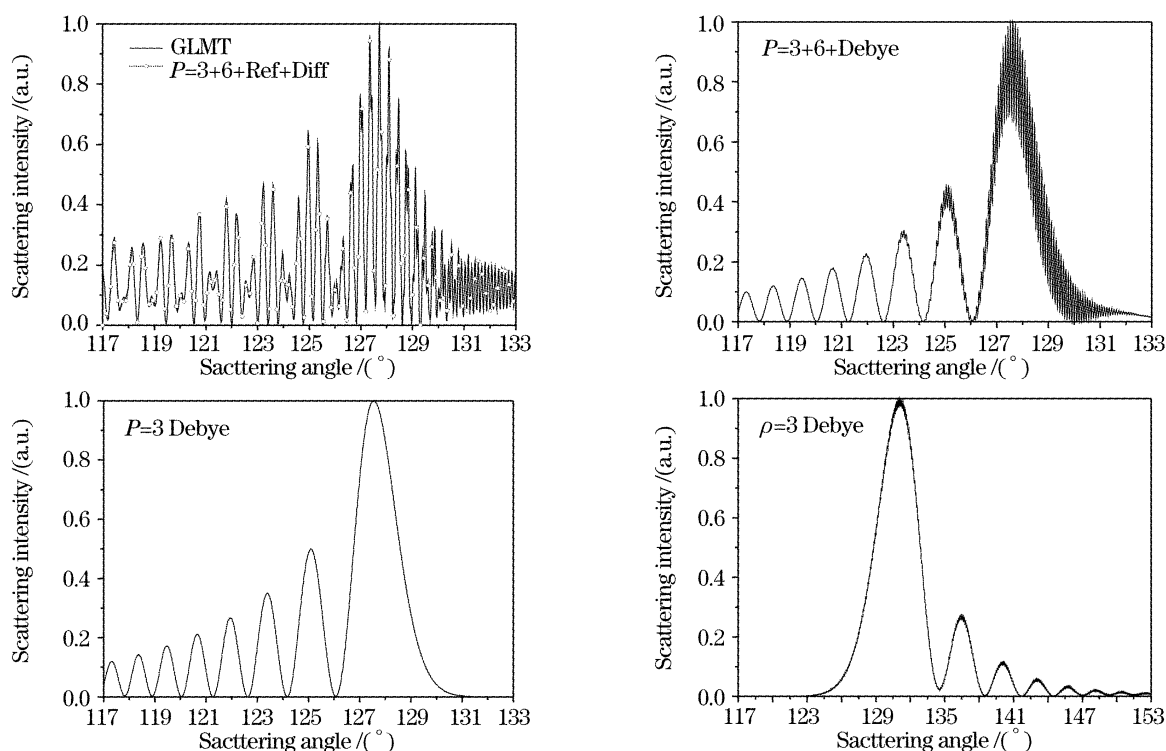 GLMT
P=3+6+Ref+Diff
Scattering intensity /(a.u.)
1.0
0.8
0.6
0.4
0.2
0.0
117 119 121 123 125 127 129 131 133
Sacttering angle /(°)
P=3+6+Debye
Scattering intensity /(a.u.)
1.0
0.8
0.6
0.4
0.2
0.0
117 119 121 123 125 127 129 131 133
Sacttering angle /(°)
P=3 Debye
Scattering intensity /(a.u.)
1.0
0.8
0.6
0.4
0.2
0.0
117 119 121 123 125 127 129 131 133
Sacttering angle /(°)
ρ=3 Debye
Scattering intensity /(a.u.)
1.0
0.8
0.6
0.4
0.2
0.0
117 123 129 135 141 147 153
Sacttering angle /(°)